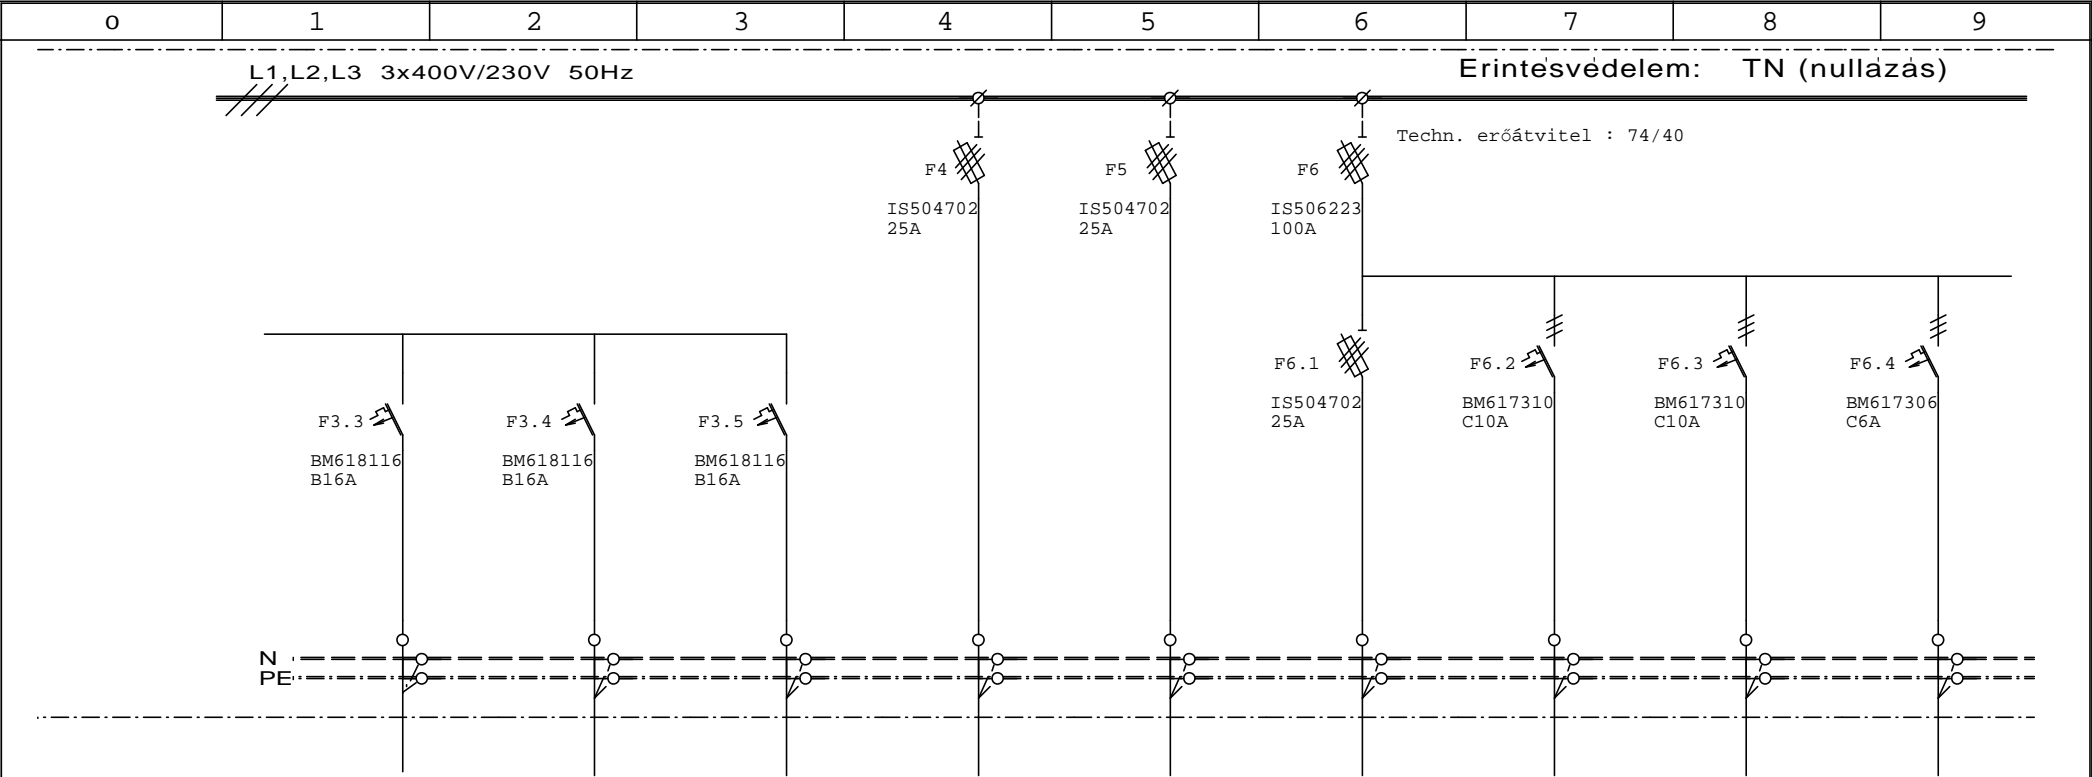 o 1 2 3 4 5 6 7 8 9
L1,L2,L3 3x400V/230V 50Hz
Erintésvédelem: TN (nullázás)
Techn. erőátvitel : 74/40
F4 F5 F6
IS504702 IS504702 IS506223
25A 25A 100A
F6.1 F6.2 F6.3 F6.4
IS504702 BM617310 BM617310 BM617306
25A C10A C10A C6A
F3.3 F3.4 F3.5
BM618116 BM618116 BM618116
B16A B16A B16A
N
PE